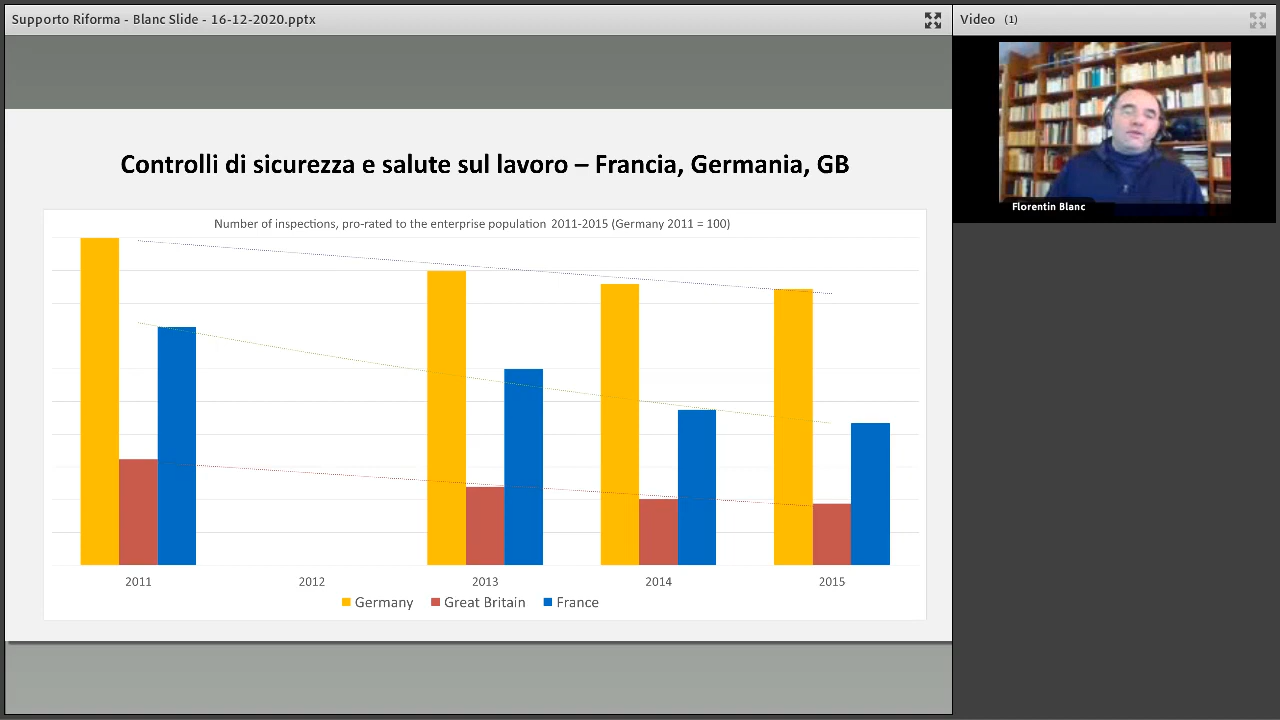 Supporto Riforma - Blanc Slide - 16-12-2020.pptx
Video (1)
Florentin Blanc
Controlli di sicurezza e salute sul lavoro – Francia, Germania, GB
Number of inspections, pro-rated to the enterprise population 2011-2015 (Germany 2011 = 100)
2011 2012 2013 2014 2015
Germany Great Britain France